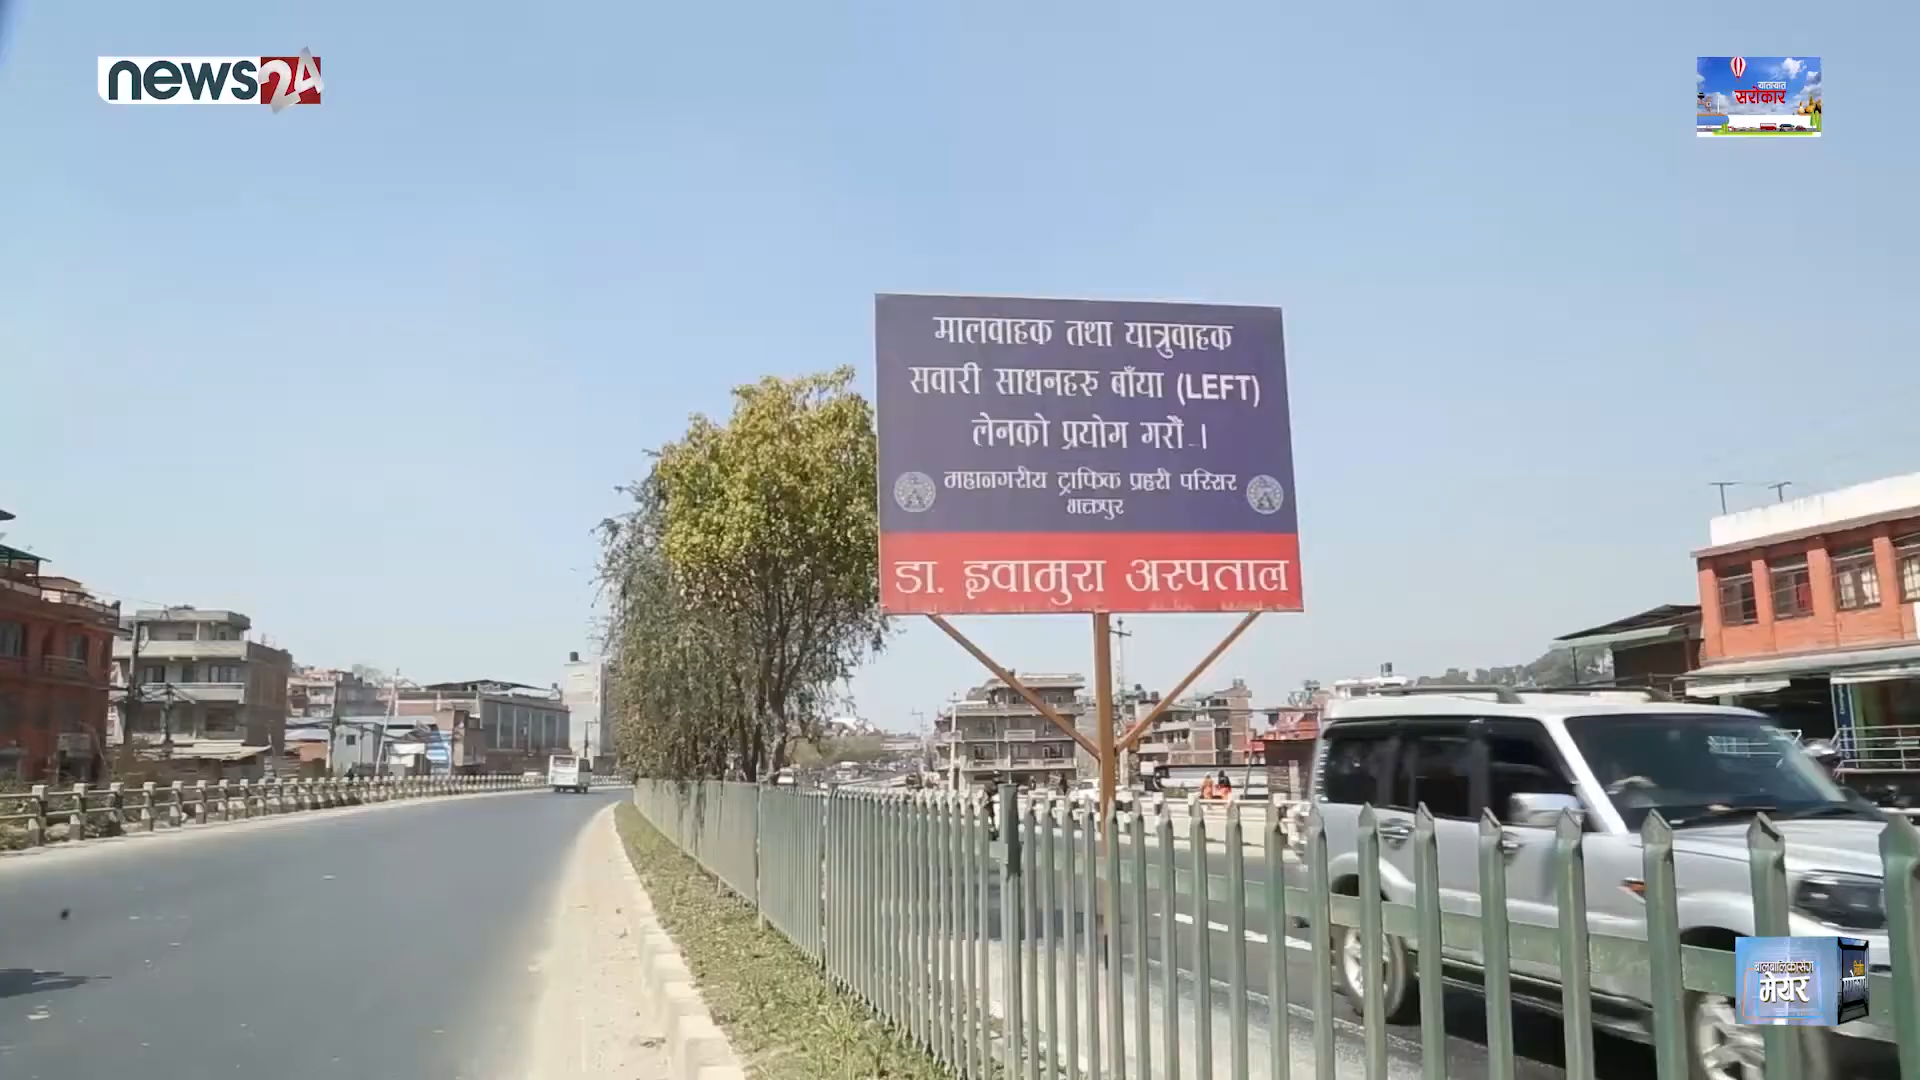 news24
यातायात
सरोकार
मालवाहक तथा यात्रुवाहक
सवारी साधनहरु बाँया (LEFT)
लेनको प्रयोग गरौं ।
महानगरीय ट्राफिक प्रहरी परिसर
भक्तपुर
डा. इवामुरा अस्पताल
बालबालिकासँग
मेयर